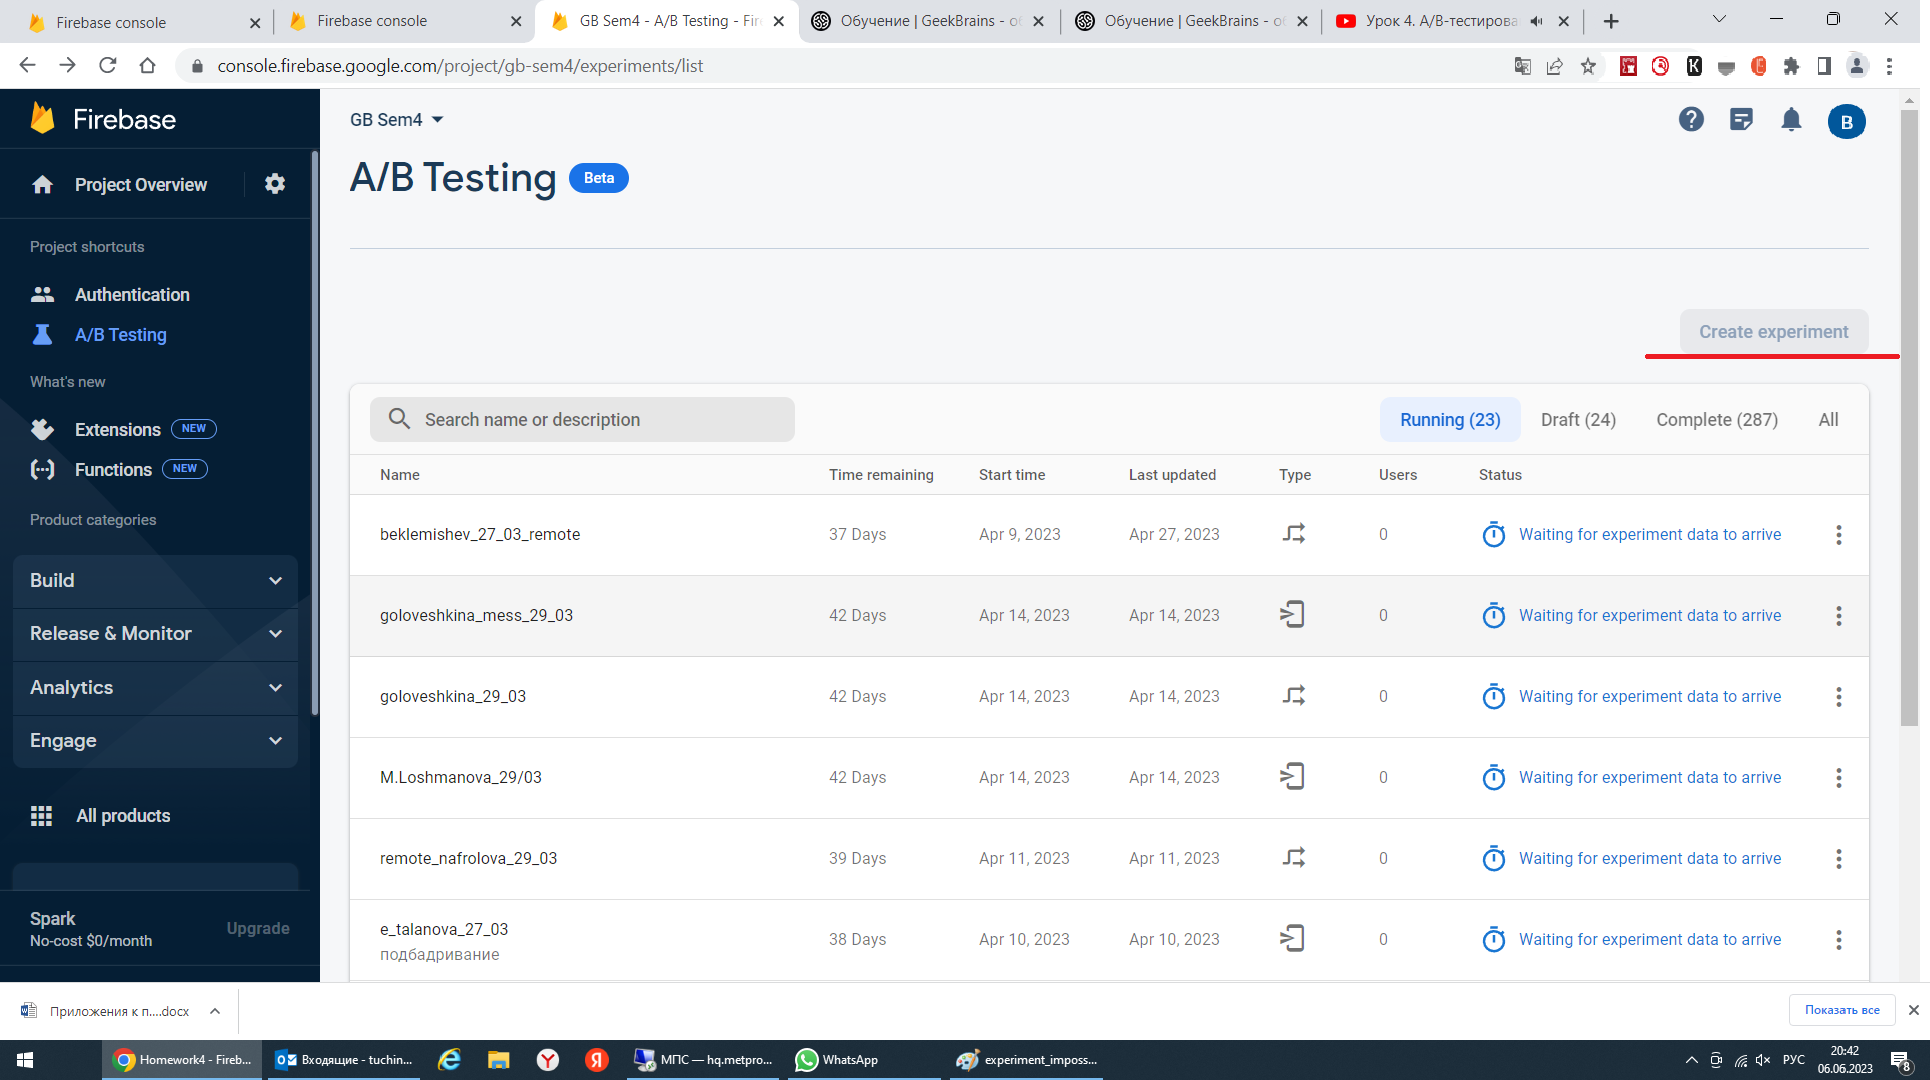 Firebase console
Firebase console
GB Sem4 - A/B Testing - Fire
Обучение | GeekBrains - об
Обучение | GeekBrains - об
Урок 4. A/B-тестирова
console.firebase.google.com/project/gb-sem4/experiments/list
Firebase
Project Overview
Project shortcuts
Authentication
A/B Testing
What's new
Extensions NEW
Functions NEW
Product categories
Build
Release & Monitor
Analytics
Engage
All products
Spark
No-cost $0/month
Upgrade
GB Sem4
B
A/B Testing Beta
Create experiment
Search name or description
Running (23) Draft (24) Complete (287) All
Name Time remaining Start time Last updated Type Users Status
beklemishev_27_03_remote 37 Days Apr 9, 2023 Apr 27, 2023 0 Waiting for experiment data to arrive
goloveshkina_mess_29_03 42 Days Apr 14, 2023 Apr 14, 2023 0 Waiting for experiment data to arrive
goloveshkina_29_03 42 Days Apr 14, 2023 Apr 14, 2023 0 Waiting for experiment data to arrive
M.Loshmanova_29/03 42 Days Apr 14, 2023 Apr 14, 2023 0 Waiting for experiment data to arrive
remote_nafrolova_29_03 39 Days Apr 11, 2023 Apr 11, 2023 0 Waiting for experiment data to arrive
e_talanova_27_03 38 Days Apr 10, 2023 Apr 10, 2023 0 Waiting for experiment data to arrive
подбадривание
Приложения к п....docx
Показать все
Homework4 - Fireb...
Входящие - tuchin...
МПС — hq.metpro...
WhatsApp
experiment_imposs...
РУС
20:42
06.06.2023
8